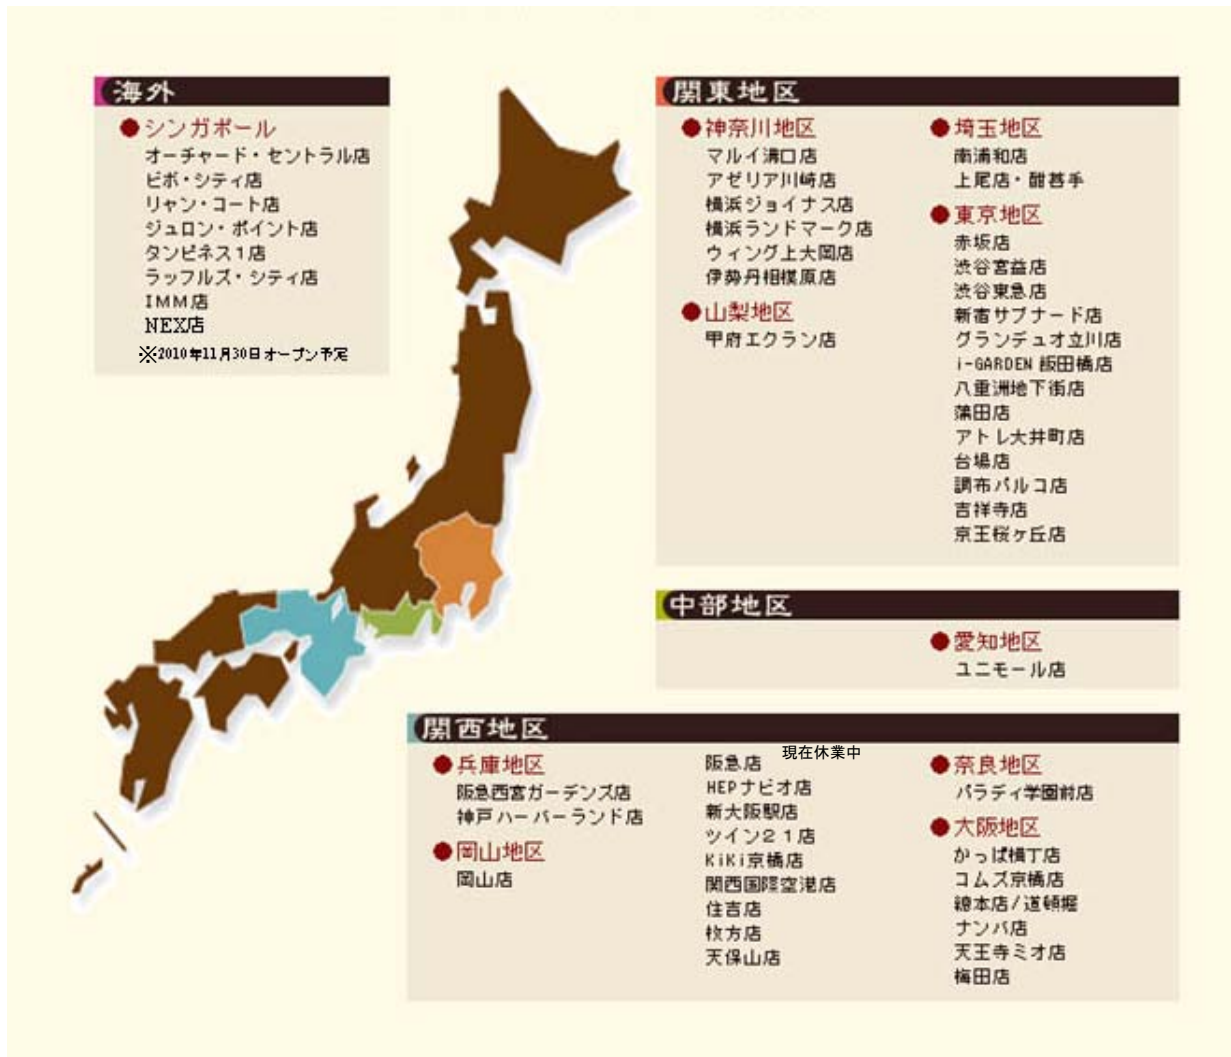 海外
●シンガポール
オーチャード・セントラル店
ビボ・シティ店
リャン・コート店
ジュロン・ポイント店
タンピネス1店
ラッフルズ・シティ店
IMM店
NEX店
※2010年11月30日オープン予定
関東地区
●神奈川地区
マルイ溝口店
アゼリア川崎店
横浜ジョイナス店
横浜ランドマーク店
ウィング上大岡店
伊勢丹相模原店
●山梨地区
甲府エクラン店
●埼玉地区
南浦和店
上尾店・酣甚手
●東京地区
赤坂店
渋谷宮益店
渋谷東急店
新宿サブナード店
グランデュオ立川店
i-GARDEN 飯田橋店
八重洲地下街店
蒲田店
アトレ大井町店
台場店
調布パルコ店
吉祥寺店
京王桜ヶ丘店
中部地区
●愛知地区
ユニモール店
関西地区
●兵庫地区
阪急西宮ガーデンズ店
神戸ハーバーランド店
●岡山地区
岡山店
阪急店 現在休業中
HEPナビオ店
新大阪駅店
ツイン21店
KiKi京橋店
関西国際空港店
住吉店
枚方店
天保山店
●奈良地区
パラディ学園前店
●大阪地区
かっぱ横丁店
コムズ京橋店
総本店/道頓堀
ナンバ店
天王寺ミオ店
梅田店